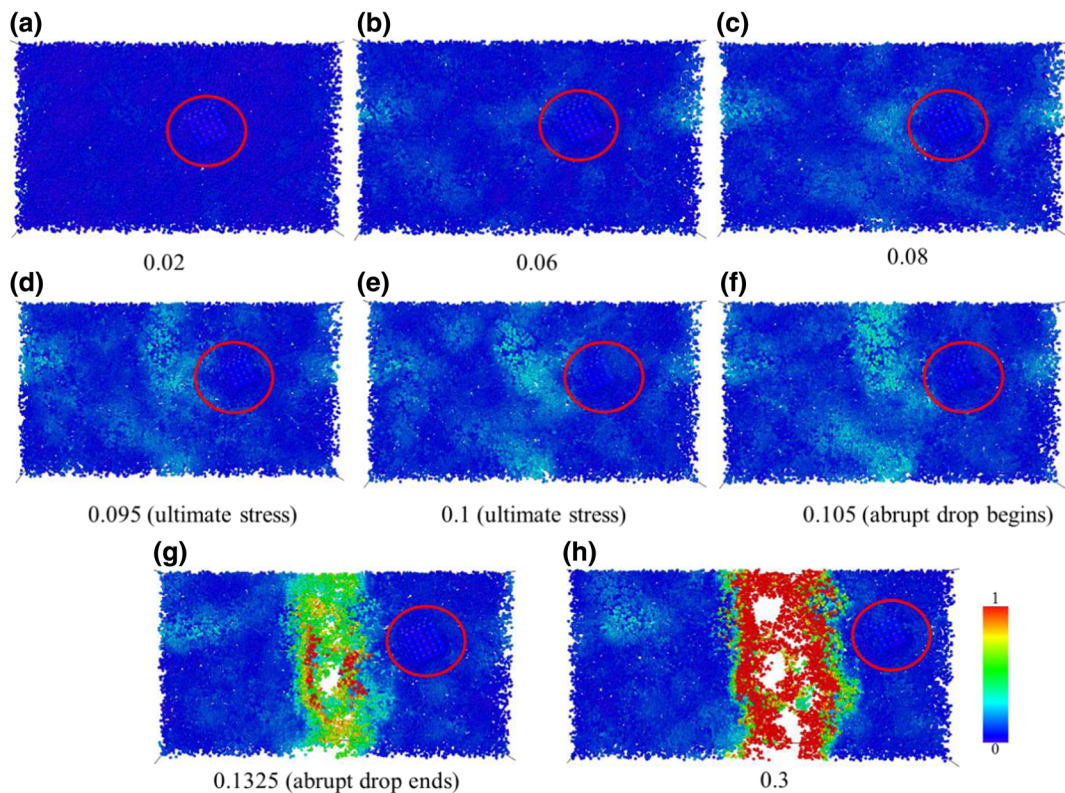 (a)
(b)
(c)
0.02
0.06
0.08
(d)
(e)
(f)
0.095 (ultimate stress)
0.1 (ultimate stress)
0.105 (abrupt drop begins)
(g)
(h)
1
0
0.1325 (abrupt drop ends)
0.3